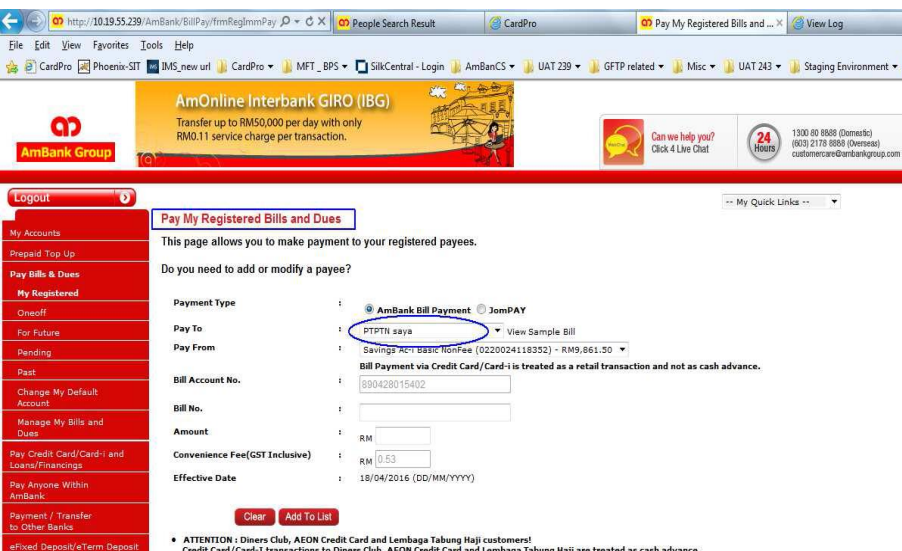 http://10.19.55.239/AmBank/BillPay/frmRegImmPay
People Search Result
CardPro
Pay My Registered Bills and ...
View Log
File Edit View Favorites Tools Help
CardPro Phoenix-SIT IMS_new url CardPro MFT _ BPS SilkCentral - Login AmBanCS UAT 239 GFTP related Misc UAT 243 Staging Environment
AmBank Group
AmOnline Interbank GIRO (IBG)
Transfer up to RM50,000 per day with only
RM0.11 service charge per transaction.
Can we help you?
Click 4 Live Chat
24
Hours
1300 80 8888 (Domestic)
(603) 2178 8888 (Overseas)
customercare@ambankgroup.com
Logout
-- My Quick Links --
My Accounts
Prepaid Top Up
Pay Bills & Dues
My Registered
Oneoff
For Future
Pending
Past
Change My Default
Account
Manage My Bills and
Dues
Pay Credit Card/Card-i and
Loans/Financings
Pay Anyone Within
AmBank
Payment / Transfer
to Other Banks
eFixed Deposit/eTerm Deposit
Pay My Registered Bills and Dues
This page allows you to make payment to your registered payees.
Do you need to add or modify a payee?
Payment Type : AmBank Bill Payment JomPAY
Pay To : PTPTN saya View Sample Bill
Pay From : Savings Ac-i Basic NonFee (0220024118352) - RM9,861.50
Bill Payment via Credit Card/Card-i is treated as a retail transaction and not as cash advance.
Bill Account No. : 890428015402
Bill No. :
Amount : RM
Convenience Fee(GST Inclusive) : RM 0.53
Effective Date : 18/04/2016 (DD/MM/YYYY)
Clear Add To List
• ATTENTION : Diners Club, AEON Credit Card and Lembaga Tabung Haji customers!
Credit Card/Card-I transactions to Diners Club, AEON Credit Card and Lembaga Tabung Haji are treated as cash advance.